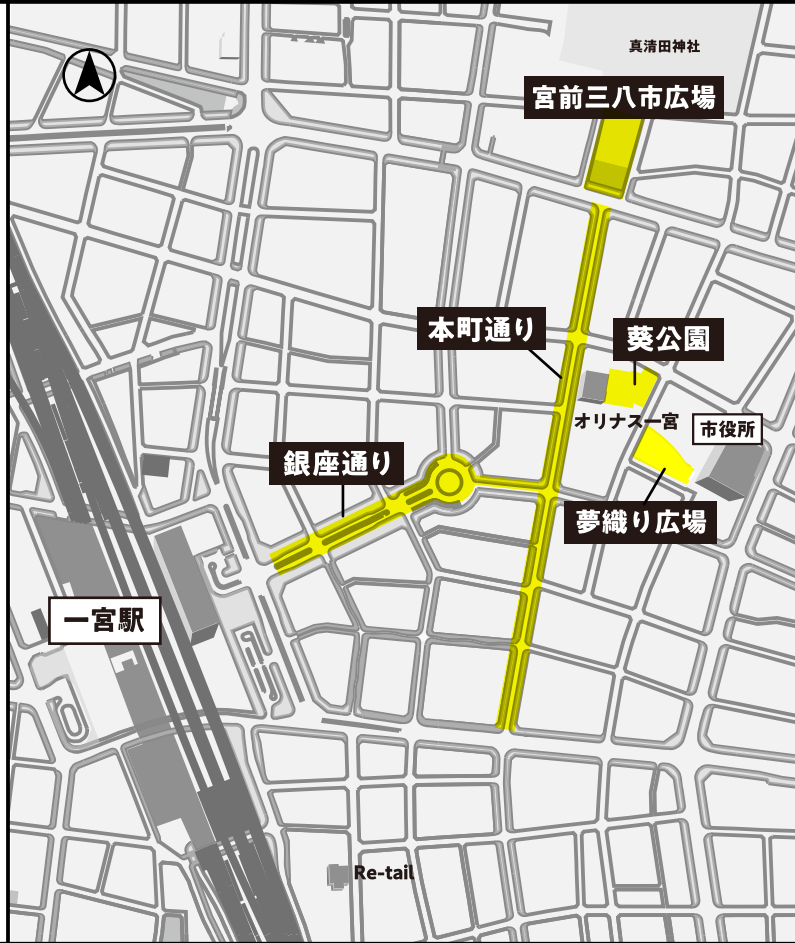 真清田神社
宮前三八市広場
本町通り
葵公園
オリナス一宮
市役所
銀座通り
夢織り広場
一宮駅
Re-tail